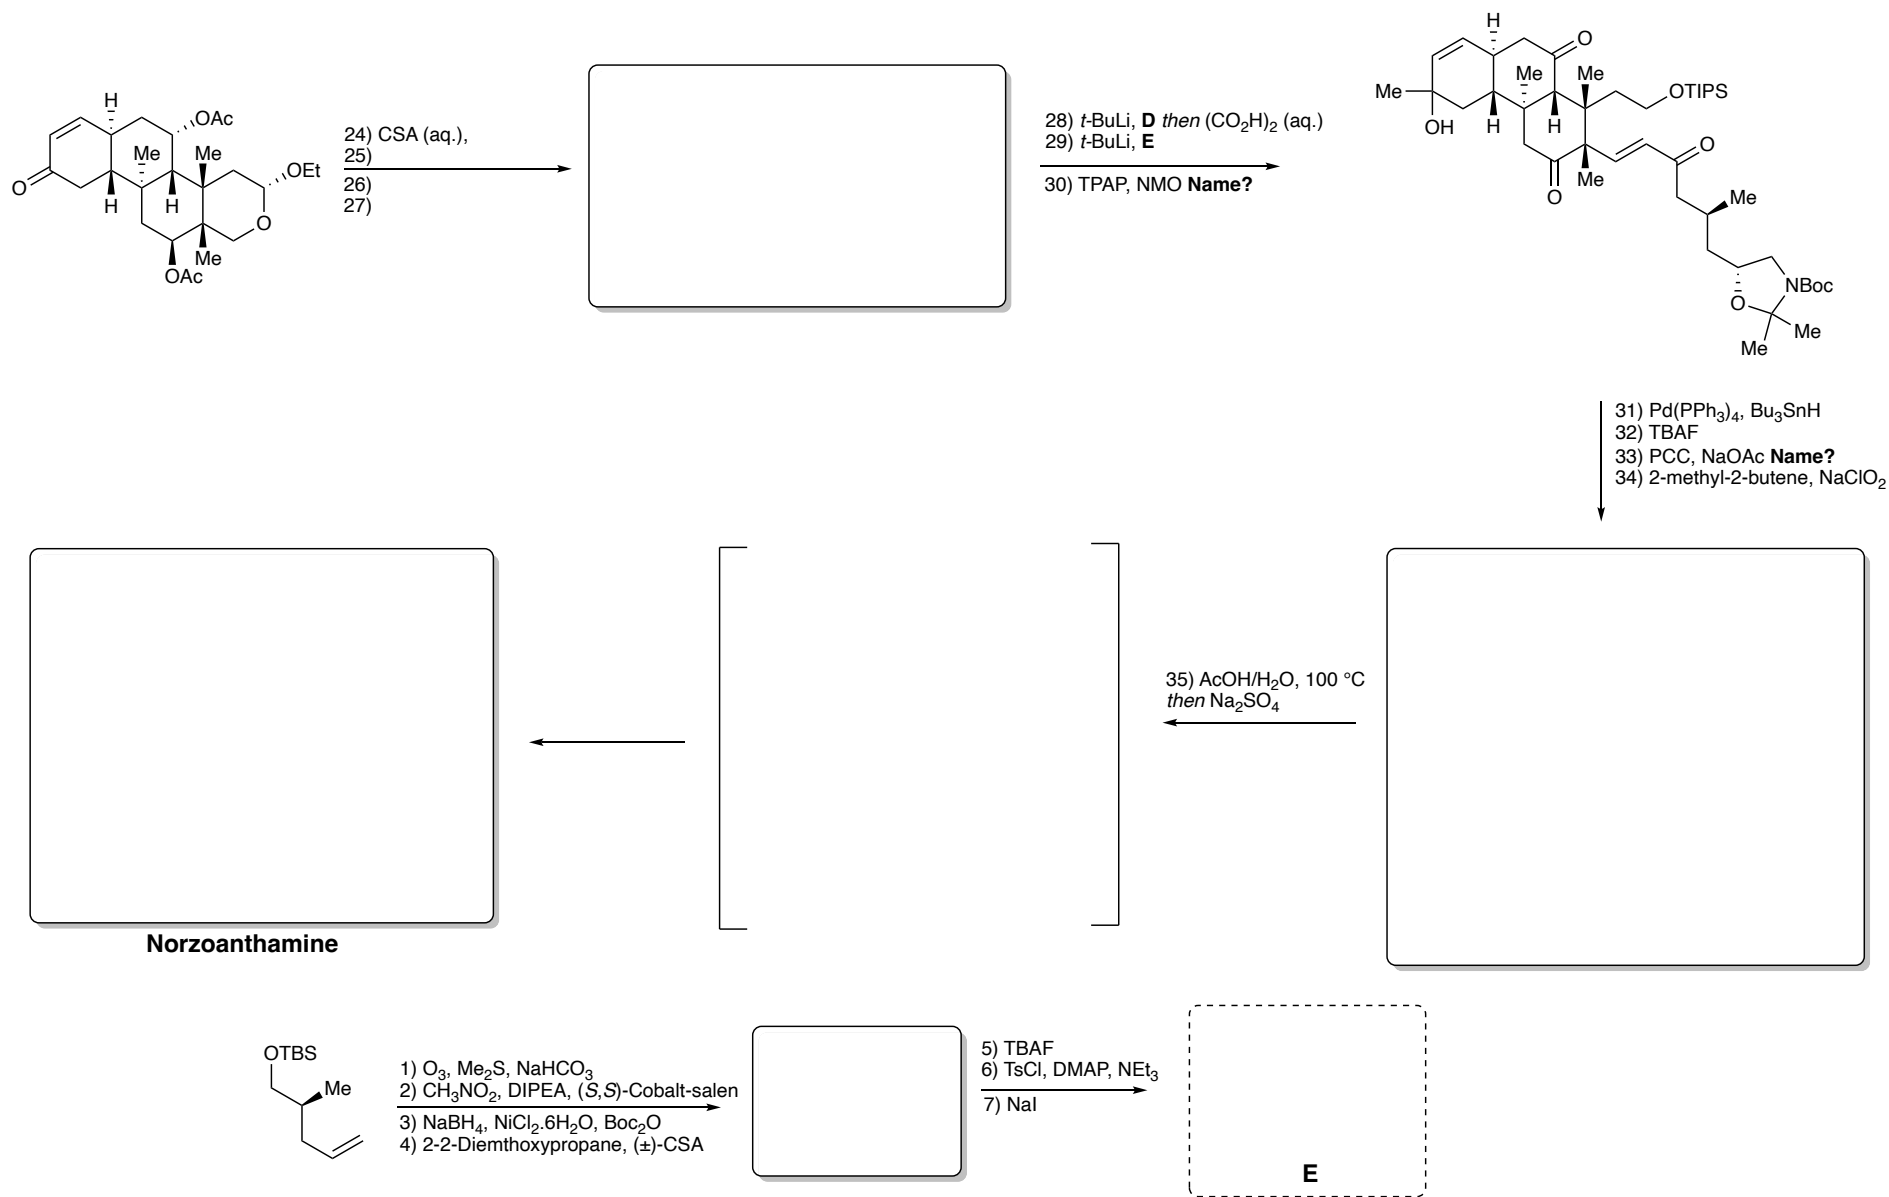 H
OAc
Me
Me
OEt
O
O
H
H
Me
OAc
24) CSA (aq.),
25)
26)
27)
28) t-BuLi, D then (CO2H)2 (aq.)
29) t-BuLi, E
30) TPAP, NMO Name?
H
O
Me
Me
Me
OTIPS
OH
H
H
O
Me
O
Me
NBoc
O
Me
Me
31) Pd(PPh3)4, Bu3SnH
32) TBAF
33) PCC, NaOAc Name?
34) 2-methyl-2-butene, NaClO2
35) AcOH/H2O, 100 °C
then Na2SO4
Norzoanthamine
OTBS
Me
1) O3, Me2S, NaHCO3
2) CH3NO2, DIPEA, (S,S)-Cobalt-salen
3) NaBH4, NiCl2.6H2O, Boc2O
4) 2-2-Diemthoxypropane, (±)-CSA
5) TBAF
6) TsCl, DMAP, NEt3
7) NaI
E